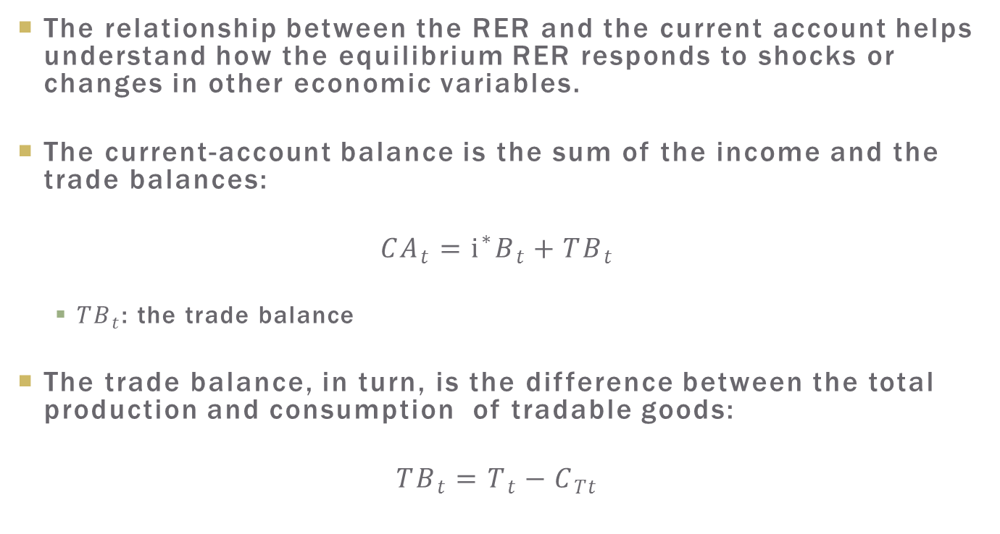 ▪ The relationship between the RER and the current account helps
understand how the equilibrium RER responds to shocks or
changes in other economic variables.
▪ The current-account balance is the sum of the income and the
trade balances:
$CA_t = \mathrm{i}^* B_t + TB_t$
▪ $TB_t$: the trade balance
▪ The trade balance, in turn, is the difference between the total
production and consumption of tradable goods:
$TB_t = T_t - C_{Tt}$